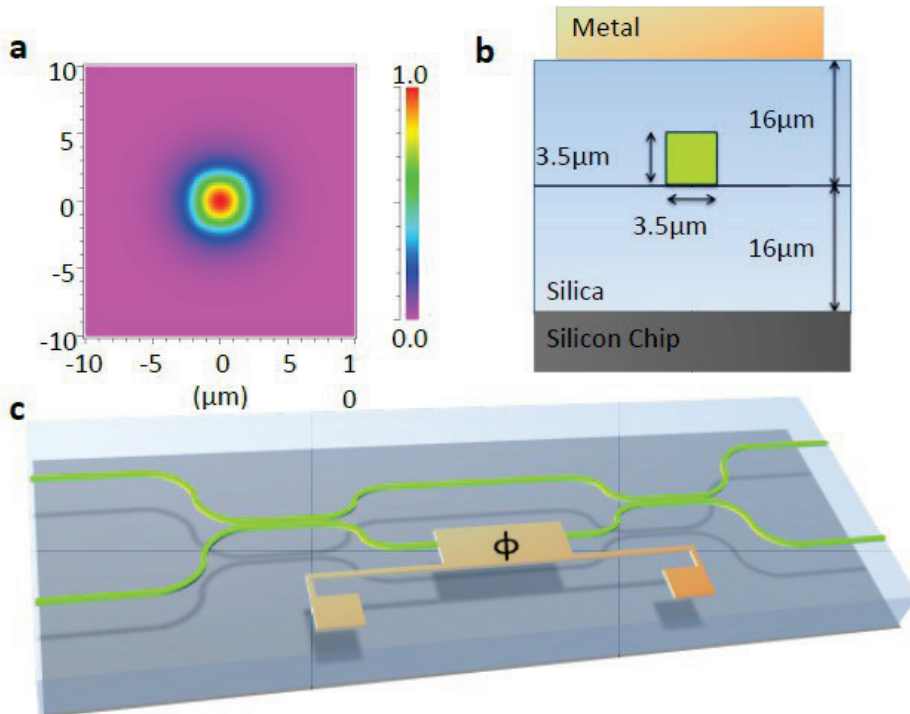 a
10
5
0
-5
-10
-10 -5 0 5 1
0
(μm)
1.0
0.0
b
Metal
16μm
3.5μm
3.5μm
16μm
Silica
Silicon Chip
c
ϕ